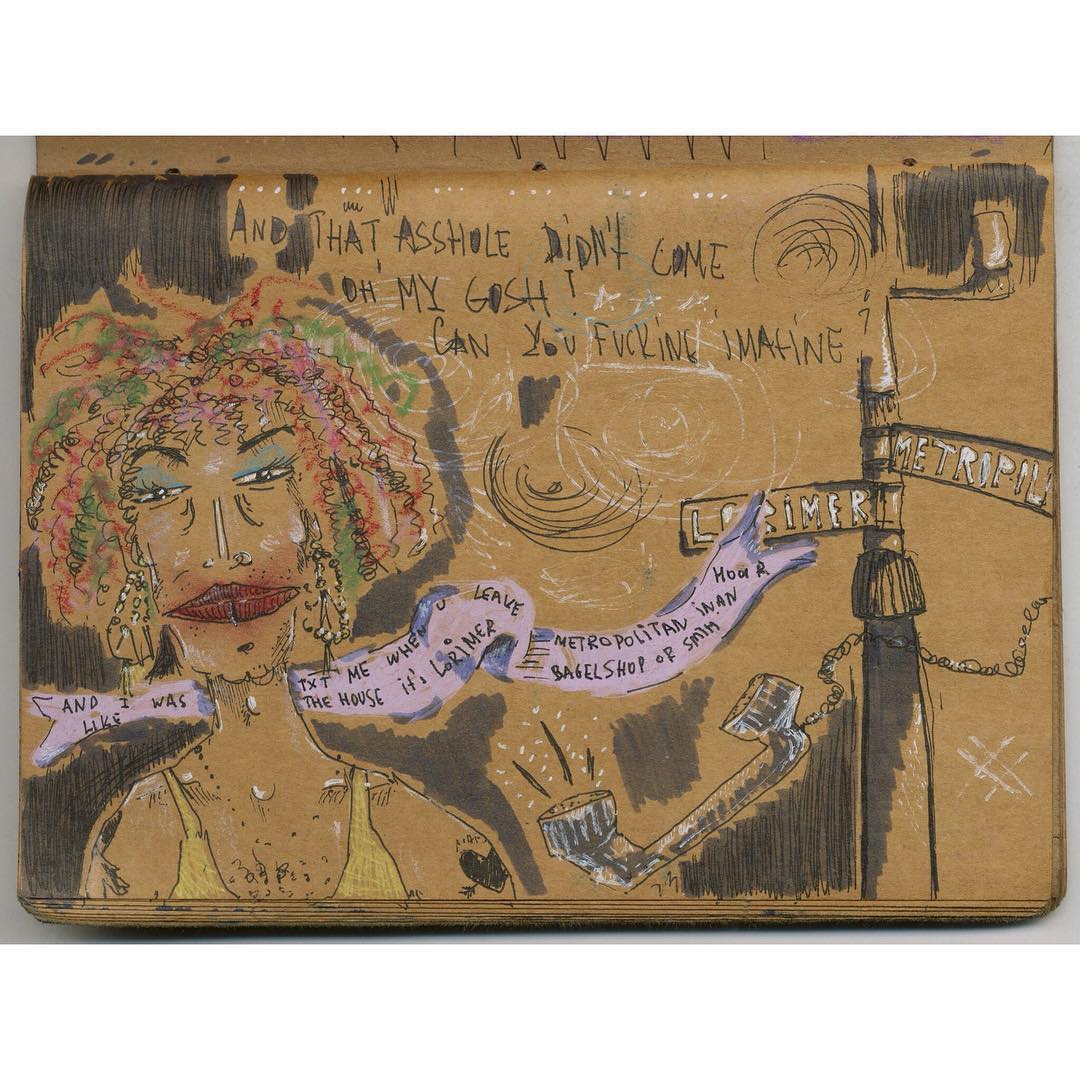 AND THAT ASSHOLE DIDN'T COME
OH MY GOSH !
CAN YOU FUCKING IMAGINE
METROPILI
LORIMER
AND I WAS
LIKE
TXT ME WHEN U LEAVE
THE HOUSE it's LORIMER
METROPOLITAN IN AN HOUR
BAGELSHOP OR SMTH